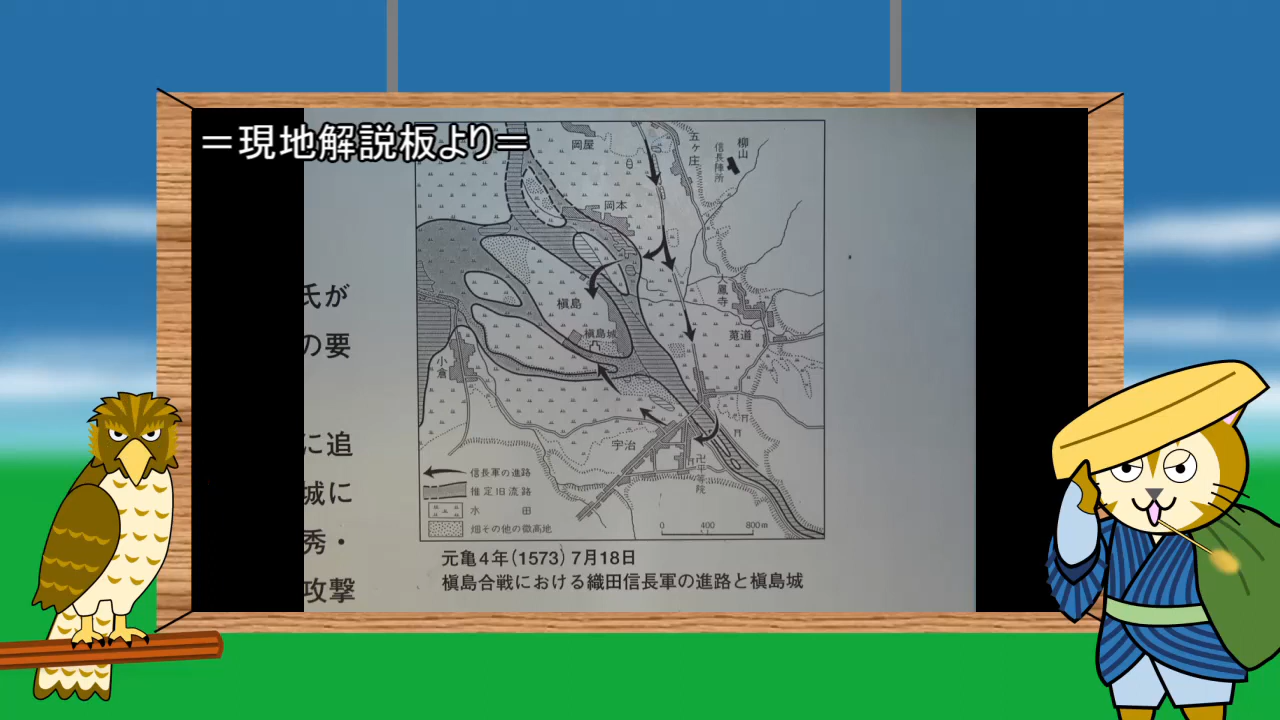 ＝現地解説板より＝
氏が
の要
に追
城に
秀・
攻撃
岡屋
五ケ庄
柳山
信長陣所
岡本
槇島
大鳳寺
槇島城
凸
莵道
小倉
宇治
卍平等院
信長軍の進路
推定旧流路
水田
畑その他の微高地
0 400 800m
元亀4年(1573) 7月18日
槇島合戦における織田信長軍の進路と槇島城